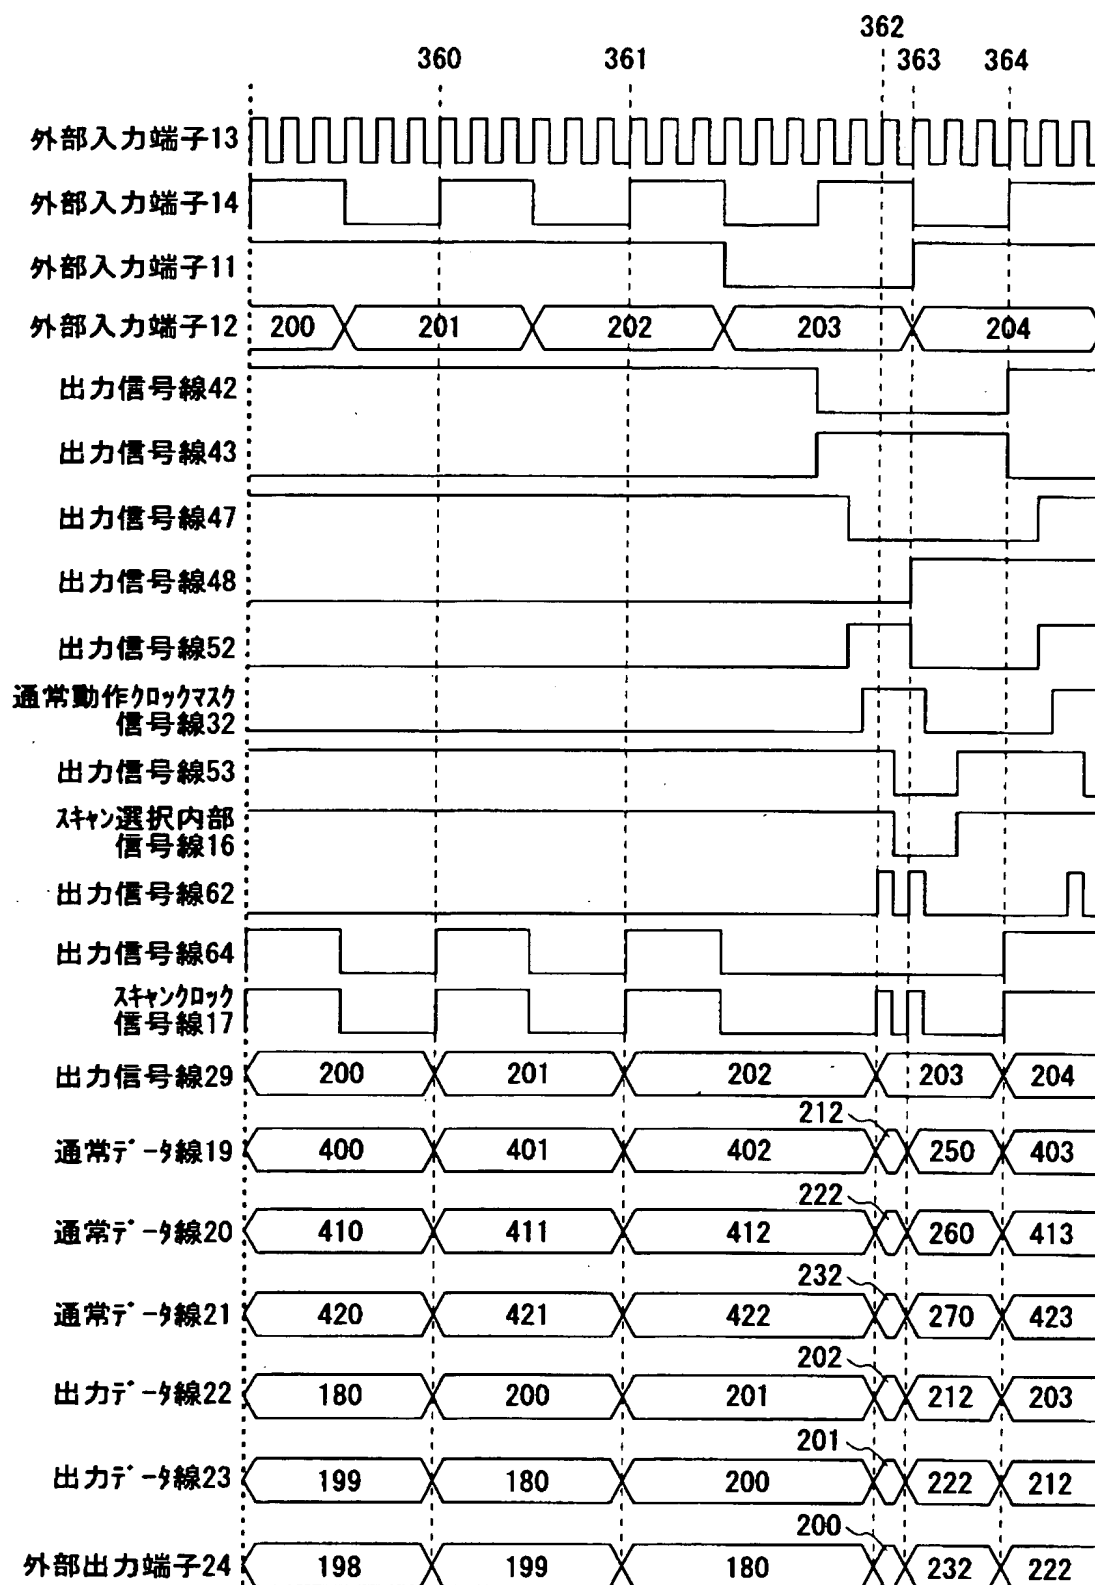 362
360 361 363 364
外部入力端子13
外部入力端子14
外部入力端子11
外部入力端子12 200 201 202 203 204
出力信号線42
出力信号線43
出力信号線47
出力信号線48
出力信号線52
通常動作クロックマスク
信号線32
出力信号線53
スキャン選択内部
信号線16
出力信号線62
出力信号線64
スキャンクロック
信号線17
出力信号線29 200 201 202 203 204
212
通常データ線19 400 401 402 250 403
222
通常データ線20 410 411 412 260 413
232
通常データ線21 420 421 422 270 423
202
出力データ線22 180 200 201 212 203
201
出力データ線23 199 180 200 222 212
200
外部出力端子24 198 199 180 232 222